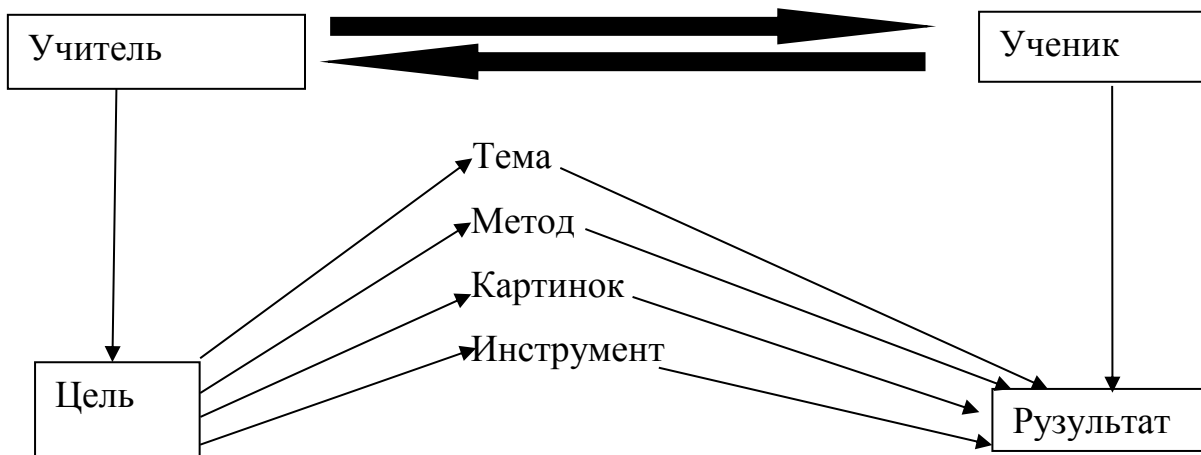 Учитель
Ученик
Тема
Метод
Картинок
Инструмент
Цель
Рузультат